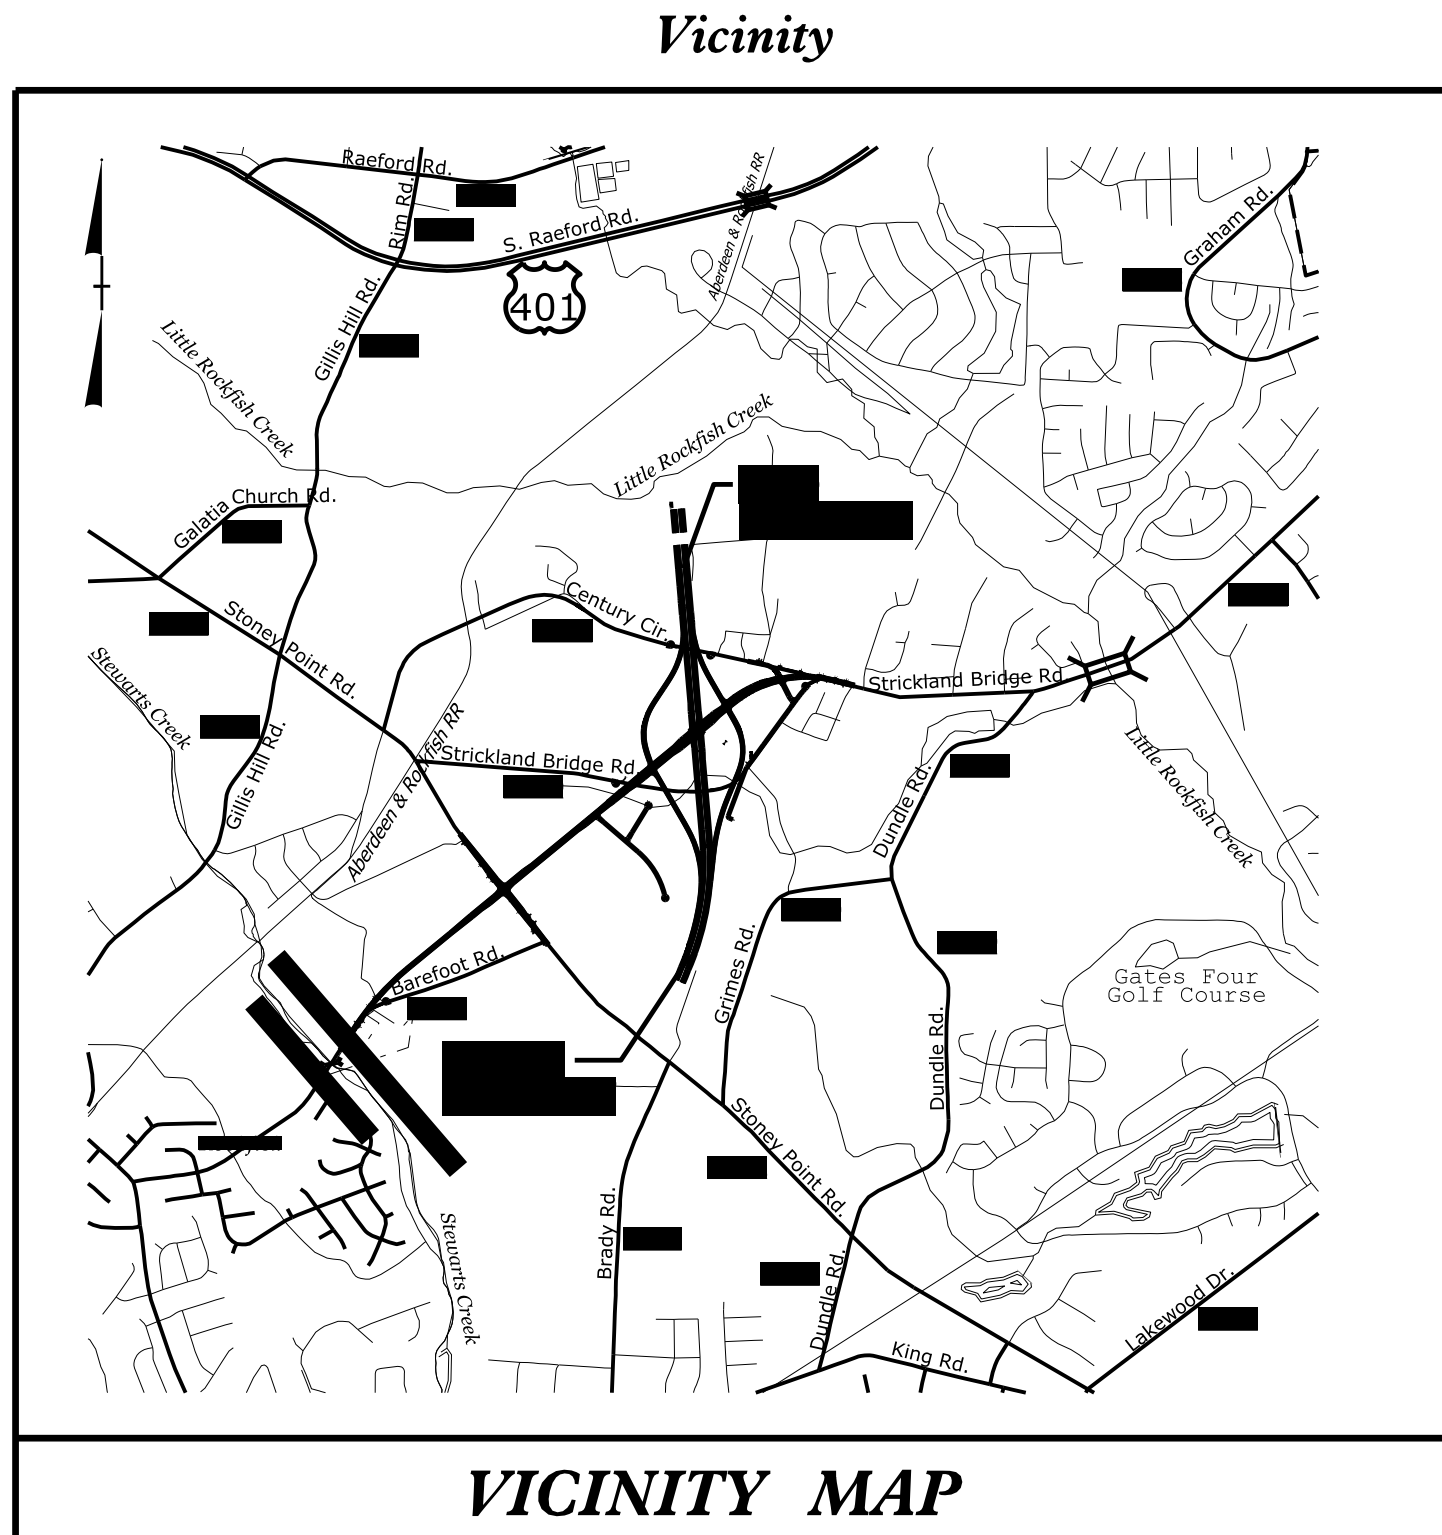 Vicinity
Raeford Rd.
Rim Rd.
S. Raeford Rd.
401
Aberdeen & Rockfish RR
Graham Rd.
Gillis Hill Rd.
Little Rockfish Creek
Little Rockfish Creek
Galatia Church Rd.
Stoney Point Rd.
Century Cir.
Stewarts Creek
Strickland Bridge Rd.
Strickland Bridge Rd.
Gillis Hill Rd.
Aberdeen & Rockfish RR
Dundle Rd.
Little Rockfish Creek
Barefoot Rd.
Grimes Rd.
Gates Four
Golf Course
Dundle Rd.
Stoney Point Rd.
Brady Rd.
Stewarts Creek
Dundle Rd.
King Rd.
Lakewood Dr.
VICINITY MAP